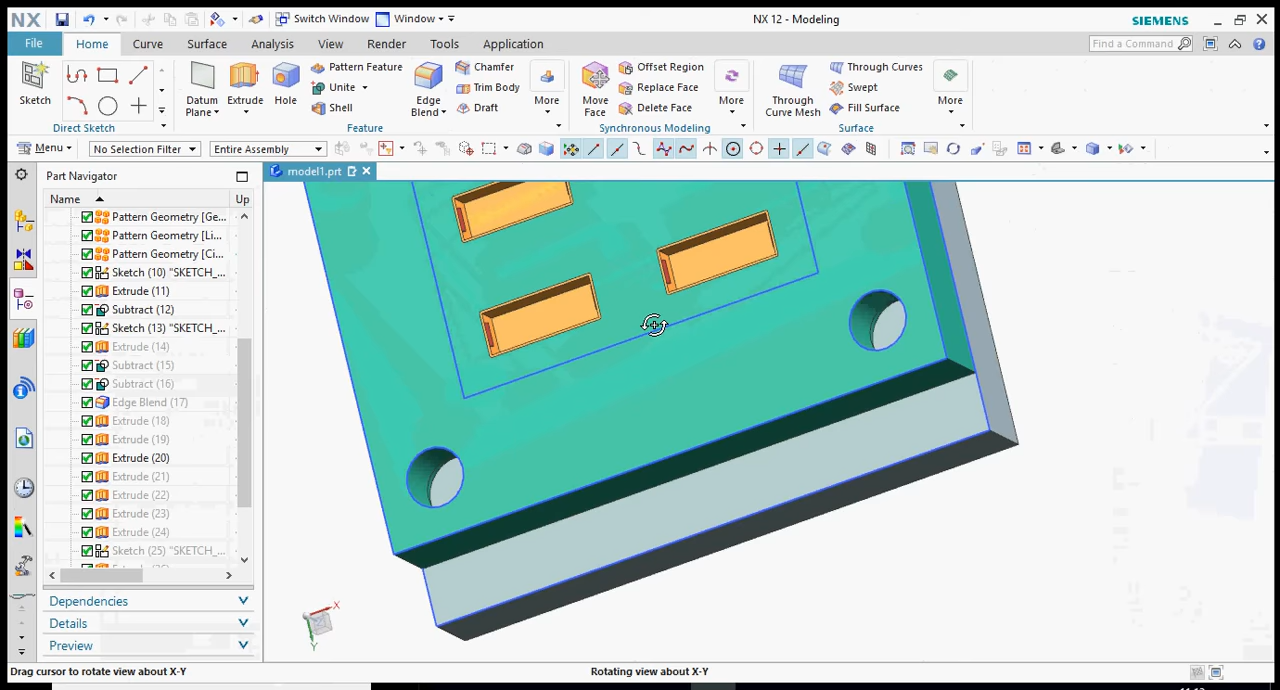 NX
Switch Window
Window
NX 12 - Modeling
SIEMENS
File
Home
Curve
Surface
Analysis
View
Render
Tools
Application
Find a Command
Sketch
Direct Sketch
Datum
Plane
Extrude
Hole
Pattern Feature
Unite
Shell
Edge
Blend
Chamfer
Trim Body
Draft
More
Feature
Move
Face
Offset Region
Replace Face
Delete Face
More
Synchronous Modeling
Through
Curve Mesh
Through Curves
Swept
Fill Surface
More
Surface
Menu
No Selection Filter
Entire Assembly
Part Navigator
model1.prt
Name
Up
Pattern Geometry [Ge...
Pattern Geometry [Li...
Pattern Geometry [Ci...
Sketch (10) "SKETCH_...
Extrude (11)
Subtract (12)
Sketch (13) "SKETCH_...
Extrude (14)
Subtract (15)
Subtract (16)
Edge Blend (17)
Extrude (18)
Extrude (19)
Extrude (20)
Extrude (21)
Extrude (22)
Extrude (23)
Extrude (24)
Sketch (25) "SKETCH_...
Dependencies
Details
Preview
X
Y
Drag cursor to rotate view about X-Y
Rotating view about X-Y